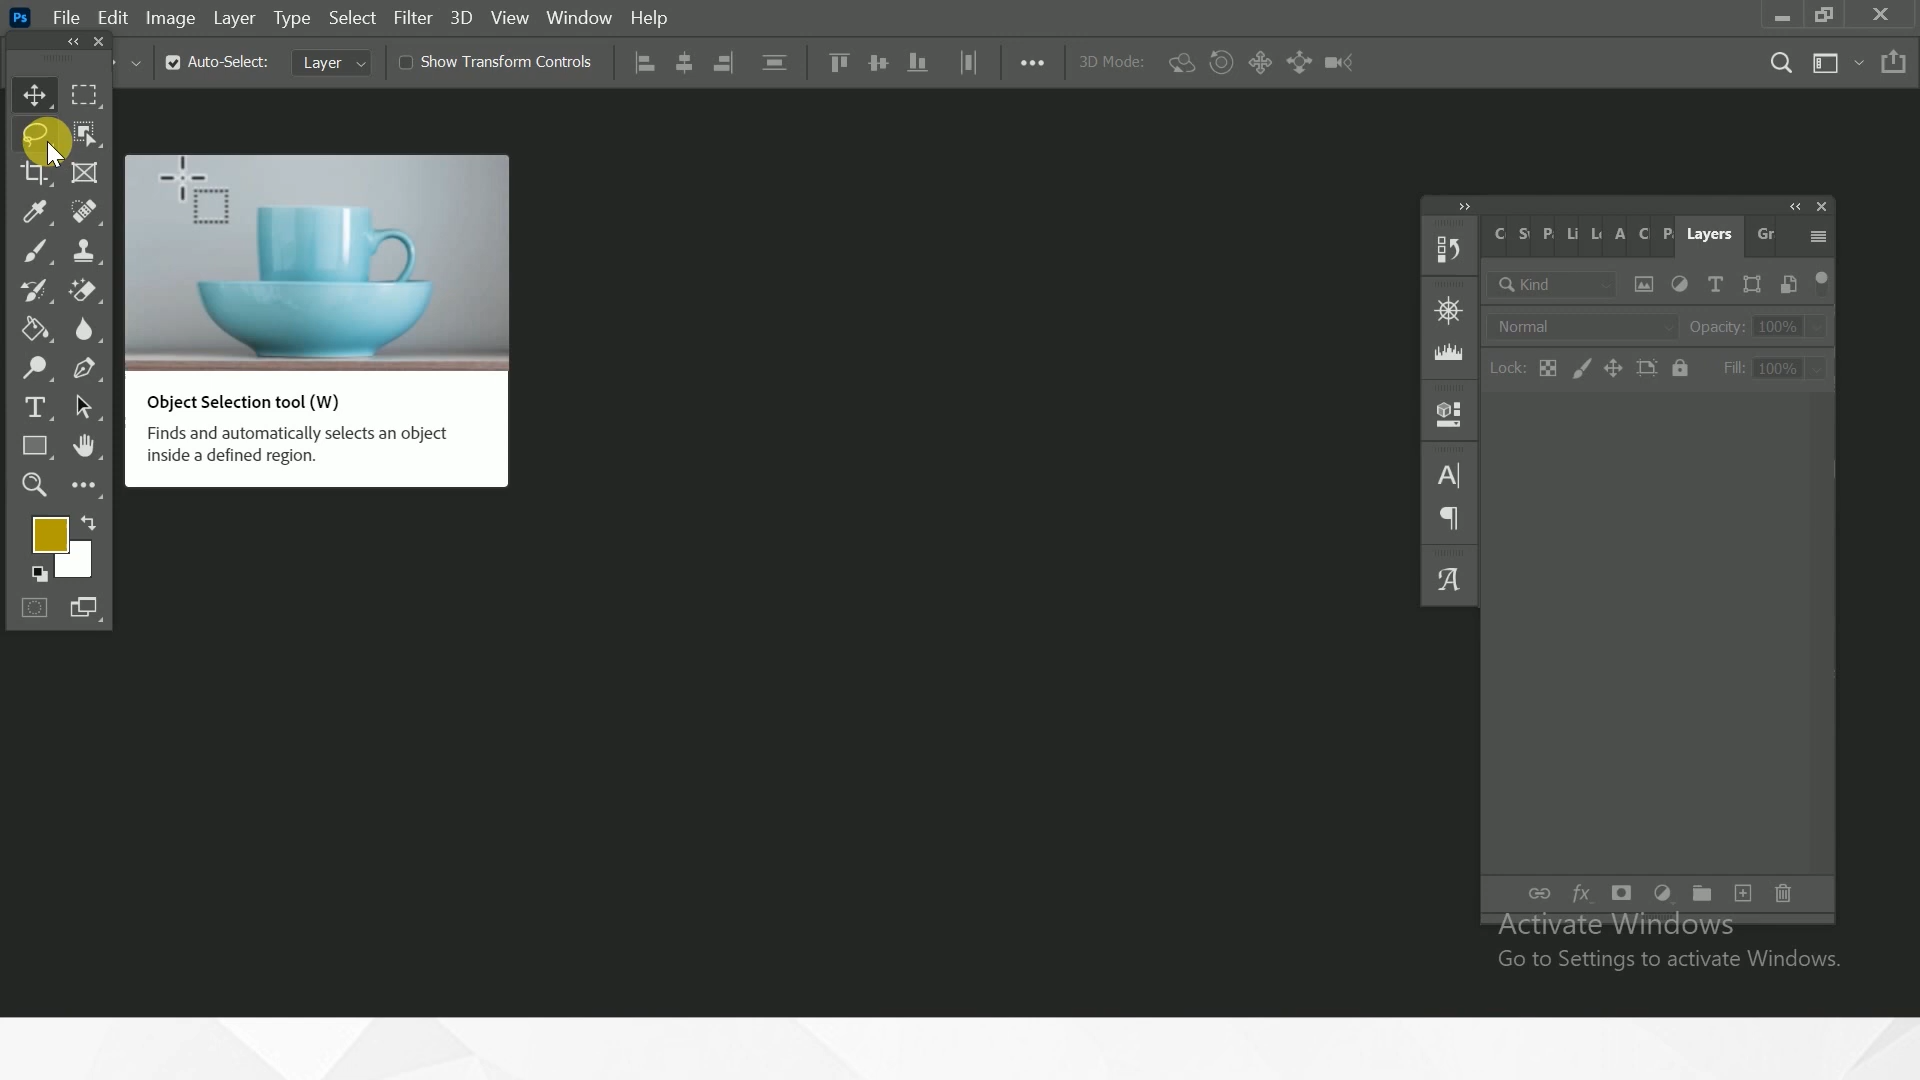 Ps File Edit Image Layer Type Select Filter 3D View Window Help
Auto-Select: Layer Show Transform Controls 3D Mode:
Layers Gr
Kind
Normal Opacity: 100%
Lock: Fill: 100%
Object Selection tool (W)
Finds and automatically selects an object
inside a defined region.
Activate Windows
Go to Settings to activate Windows.